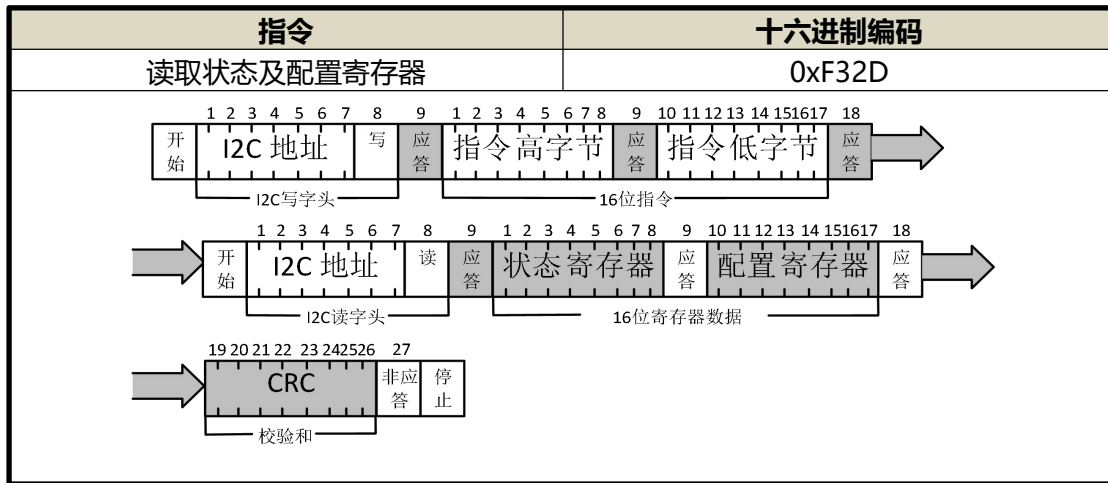 指令 十六进制编码
读取状态及配置寄存器 0xF32D
1 2 3 4 5 6 7 8 9 1 2 3 4 5 6 7 8 9 10 11 12 13 14 15 16 17 18
开始 I2C 地址 写 应答 指令高字节 应答 指令低字节 应答
I2C写字头 16位指令
1 2 3 4 5 6 7 8 9 1 2 3 4 5 6 7 8 9 10 11 12 13 14 15 16 17 18
开始 I2C 地址 读 应答 状态寄存器 应答 配置寄存器 应答
I2C读字头 16位寄存器数据
19 20 21 22 23 24 25 26 27
CRC 非应答 停止
校验和